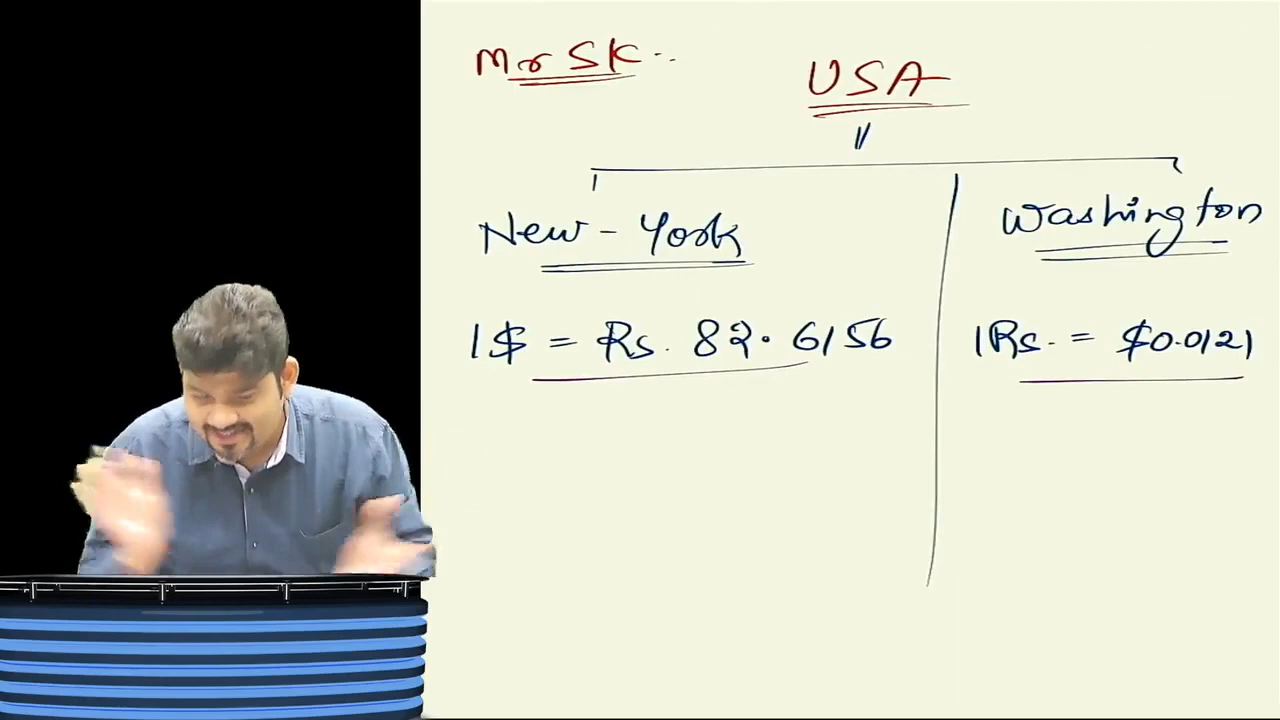 Mr SK..
USA
New-York
Washington
1$ = Rs. 82.6156
1Rs. = $0.0121